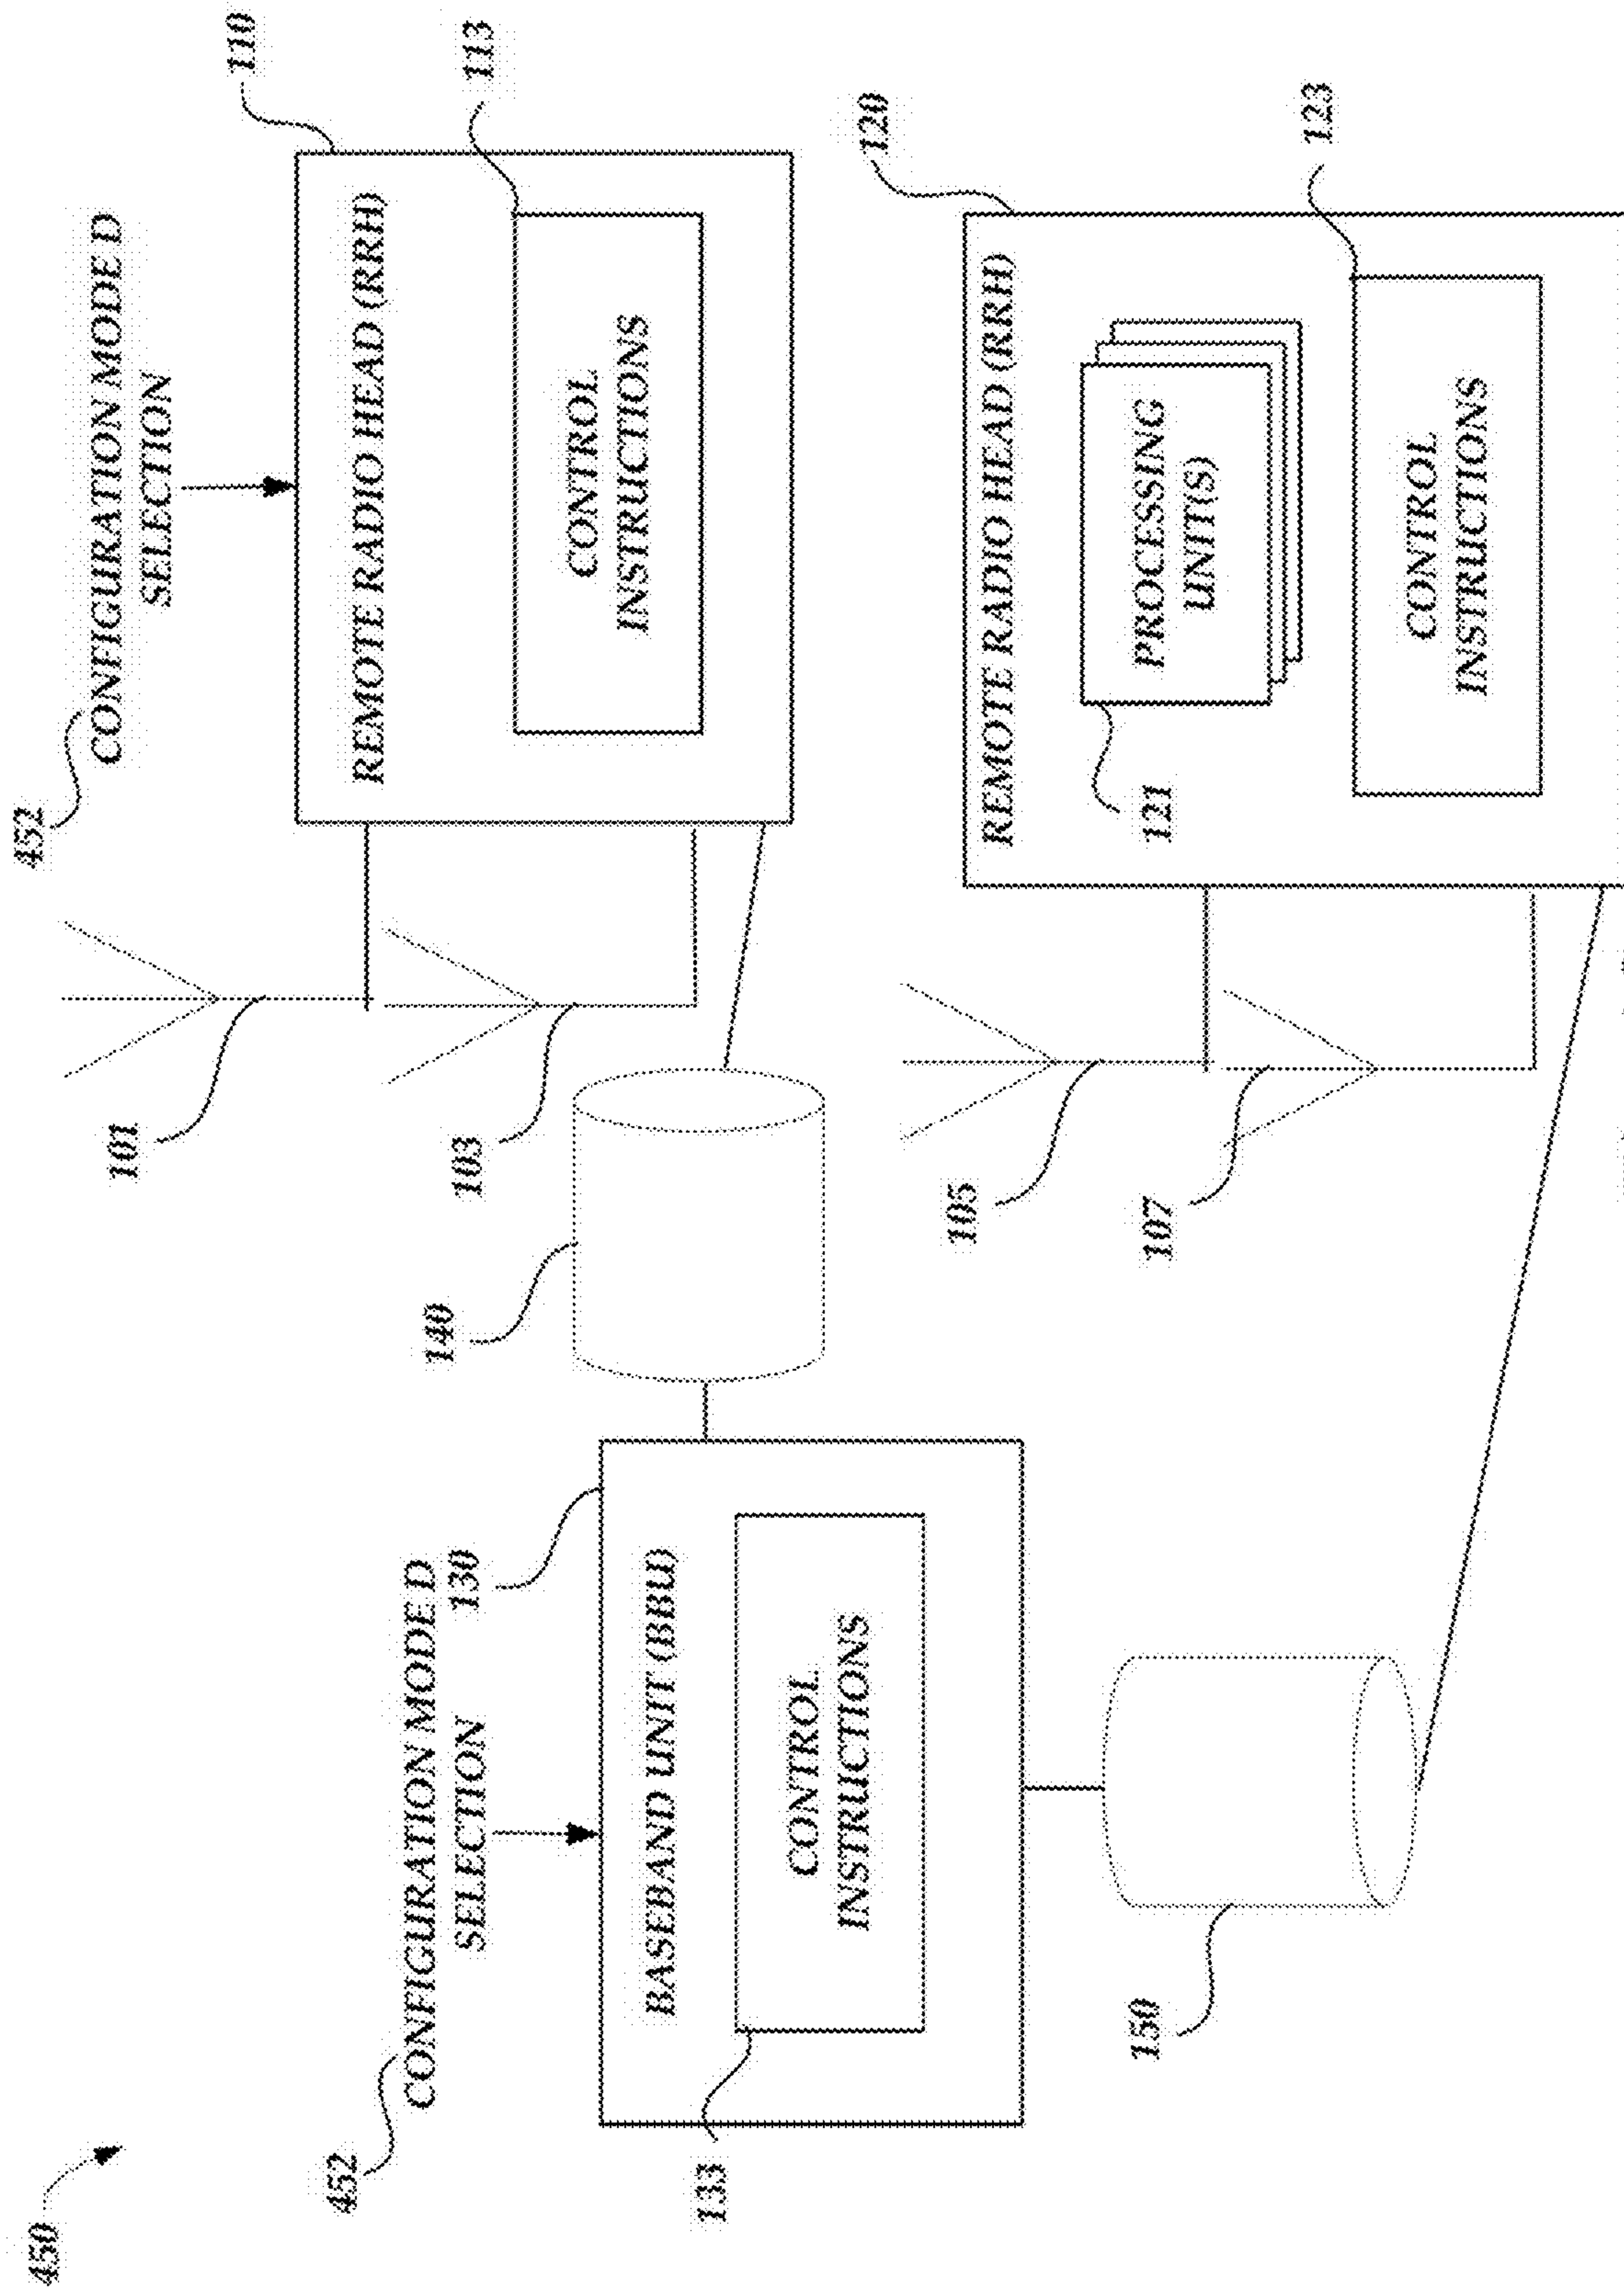 450
452
CONFIGURATION MODE D
SELECTION
110
REMOTE RADIO HEAD (RRH)
113
CONTROL
INSTRUCTIONS
101
103
140
452
CONFIGURATION MODE D
SELECTION
130
BASEBAND UNIT (BBU)
CONTROL
INSTRUCTIONS
133
120
REMOTE RADIO HEAD (RRH)
PROCESSING
UNIT(S)
121
123
CONTROL
INSTRUCTIONS
105
107
150